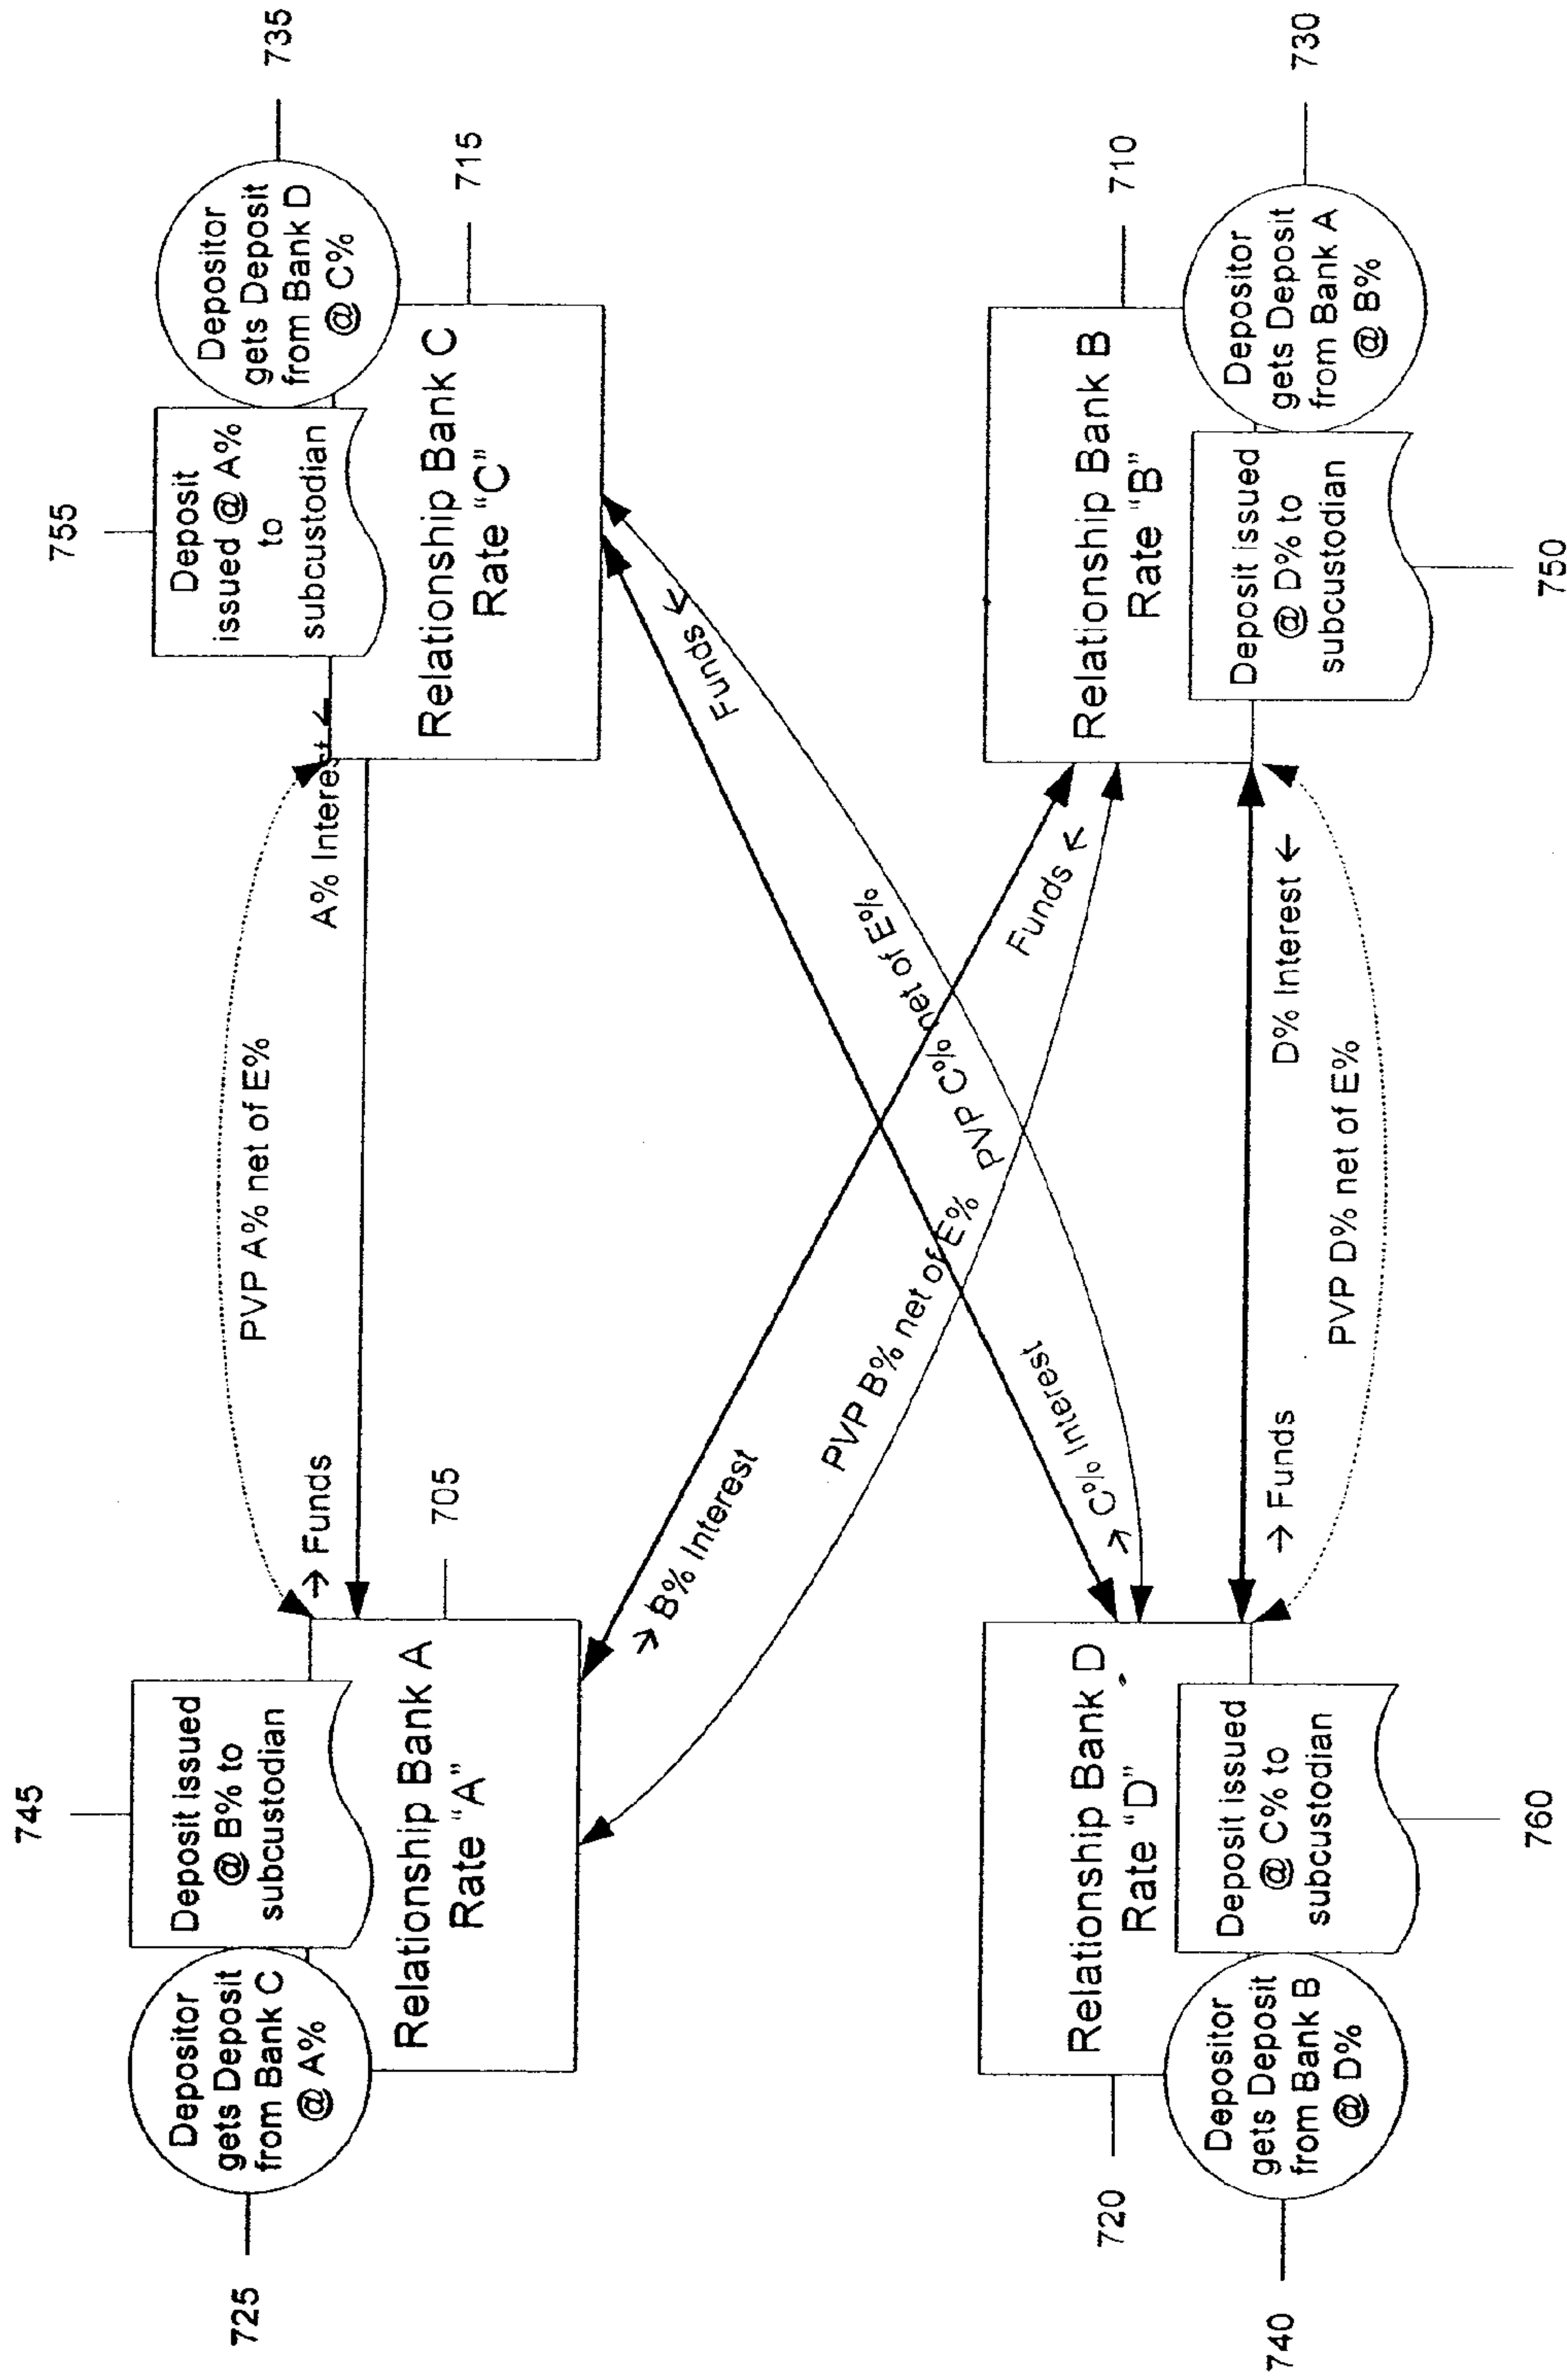 745
755
725
Depositor
gets Deposit
from Bank C
@ A%
Deposit issued
@ B% to
subcustodian
Relationship Bank A
Rate "A"
705
→ Funds
PVP A% net of E%
A% Interest ←
Deposit
issued @ A%
to
subcustodian
Depositor
gets Deposit
from Bank D
@ C%
735
Relationship Bank C
Rate "C"
715
→ B% Interest
PVP B% net of E%
Funds ←
→ C% Interest
PVP C% net of E%
Funds ←
720
Relationship Bank D
Rate "D"
Relationship Bank B
Rate "B"
710
740
Depositor
gets Deposit
from Bank B
@ D%
Deposit issued
@ C% to
subcustodian
→ Funds
D% Interest ←
PVP D% net of E%
Deposit issued
@ D% to
subcustodian
Depositor
gets Deposit
from Bank A
@ B%
730
760
750